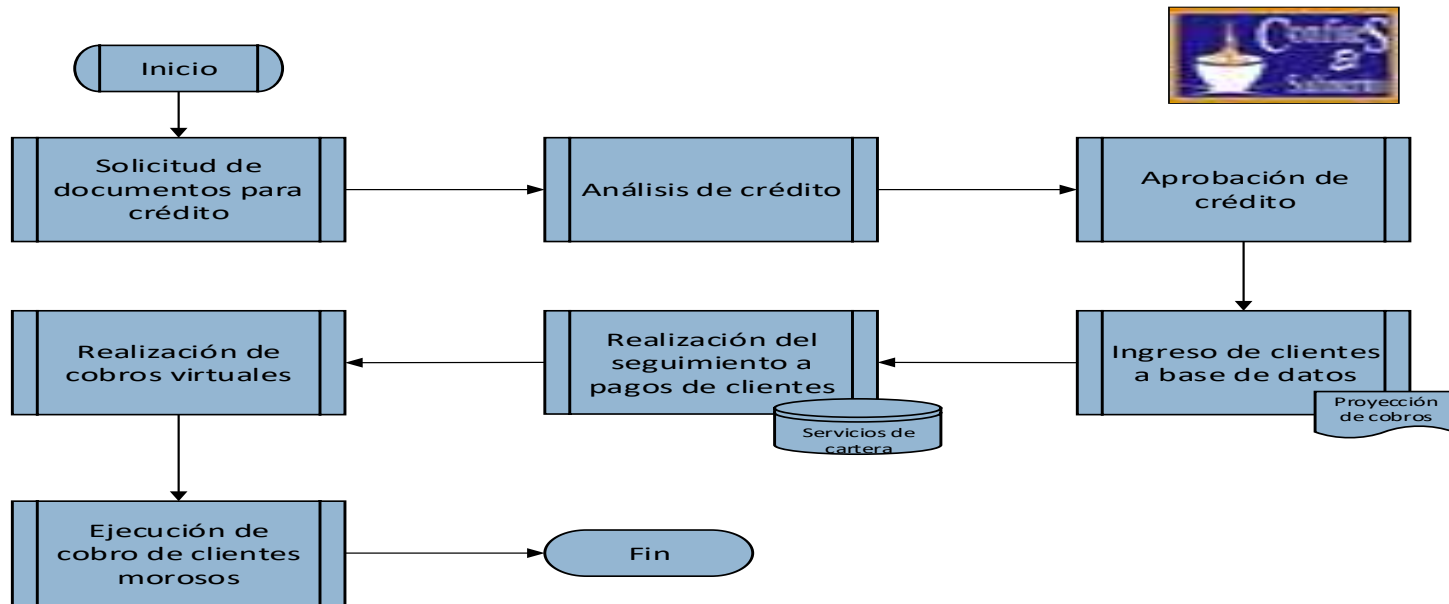 Inicio
Confines
&
Solicitud de
documentos para
crédito
Análisis de crédito
Aprobación de
crédito
Ingreso de clientes
a base de datos
Proyección
de cobros
Realización del
seguimiento a
pagos de clientes
Servicios de
cartera
Realización de
cobros virtuales
Ejecución de
cobro de clientes
morosos
Fin